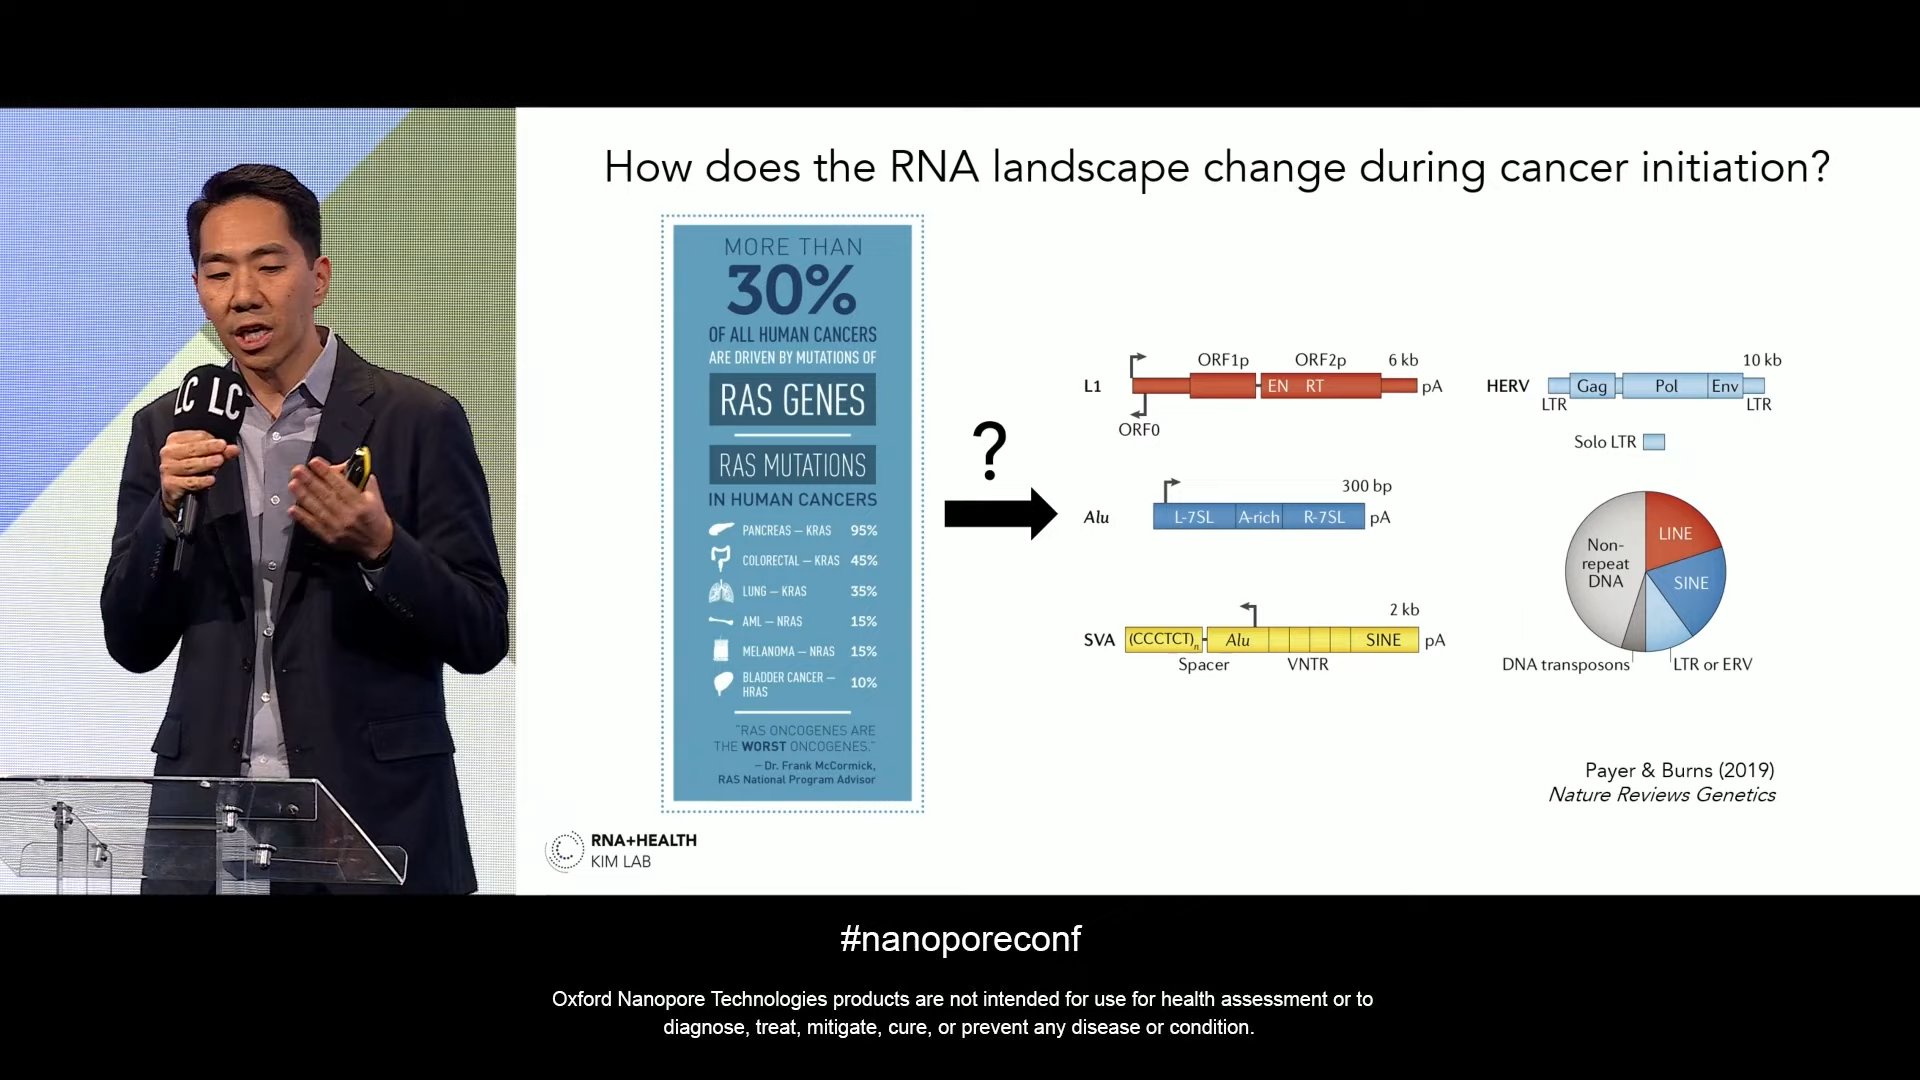 LC LC
How does the RNA landscape change during cancer initiation?
MORE THAN
30%
OF ALL HUMAN CANCERS
ARE DRIVEN BY MUTATIONS OF
RAS GENES
RAS MUTATIONS
IN HUMAN CANCERS
PANCREAS — KRAS 95%
COLORECTAL — KRAS 45%
LUNG — KRAS 35%
AML — NRAS 15%
MELANOMA — NRAS 15%
BLADDER CANCER —
HRAS 10%
"RAS ONCOGENES ARE
THE WORST ONCOGENES."
— Dr. Frank McCormick,
RAS National Program Advisor
?
ORF1p ORF2p 6 kb
L1 EN RT pA
ORF0
300 bp
Alu L-7SL A-rich R-7SL pA
2 kb
SVA (CCCTCT)n Alu SINE pA
Spacer VNTR
10 kb
HERV Gag Pol Env
LTR LTR
Solo LTR
LINE
Non-
repeat
DNA
SINE
DNA transposons LTR or ERV
Payer & Burns (2019)
Nature Reviews Genetics
RNA+HEALTH
KIM LAB
#nanoporeconf
Oxford Nanopore Technologies products are not intended for use for health assessment or to
diagnose, treat, mitigate, cure, or prevent any disease or condition.